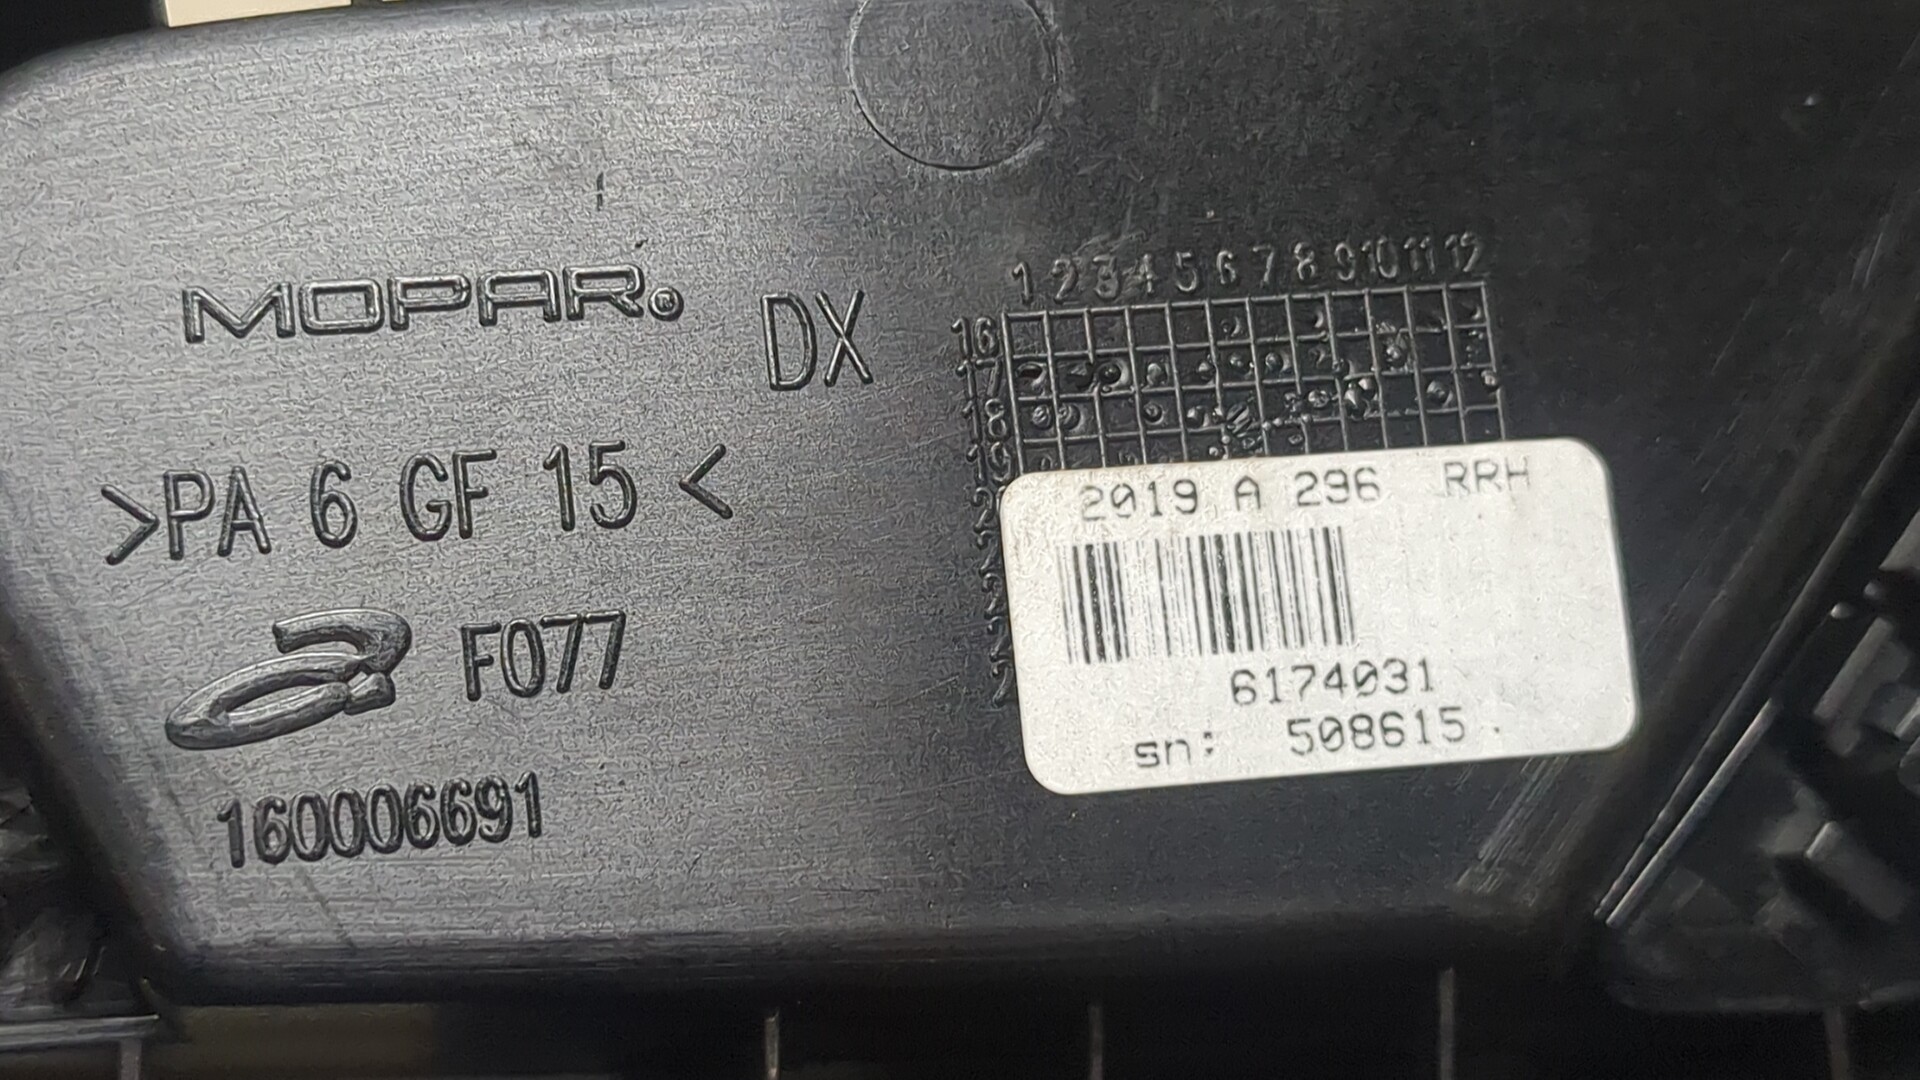 MOPAR®
DX
1 2 3 4 5 6 7 8 9 10 11 12
16
17
18
19
>PA 6 GF 15<
2019 A 296 RRH
F077
6174031
sn: 508615
160006691